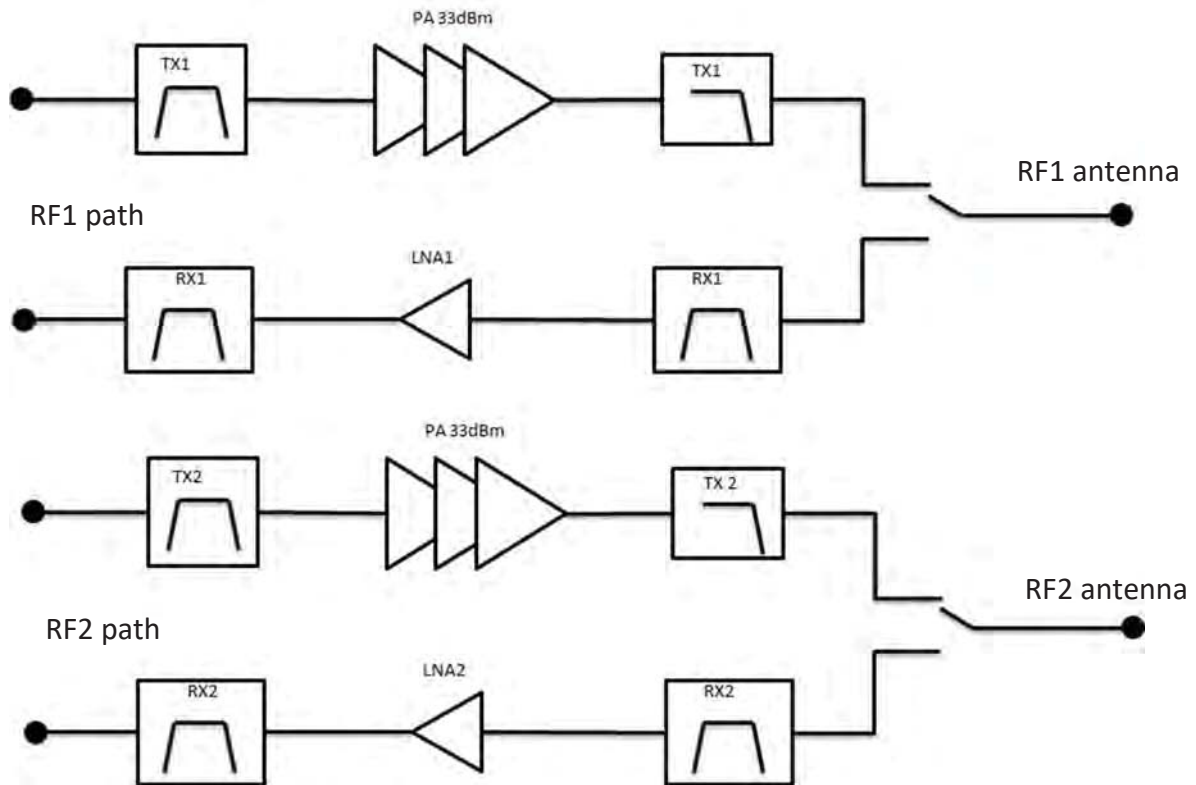 PA 33dBm
TX1
TX1
RF1 antenna
RF1 path
LNA1
RX1
RX1
PA 33dBm
TX2
TX 2
RF2 antenna
RF2 path
LNA2
RX2
RX2